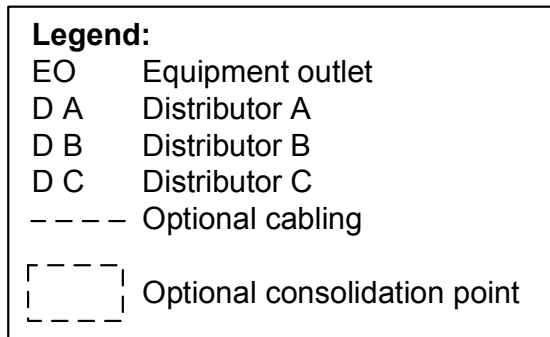 Legend:
EO Equipment outlet
D A Distributor A
D B Distributor B
D C Distributor C
Optional cabling
Optional consolidation point